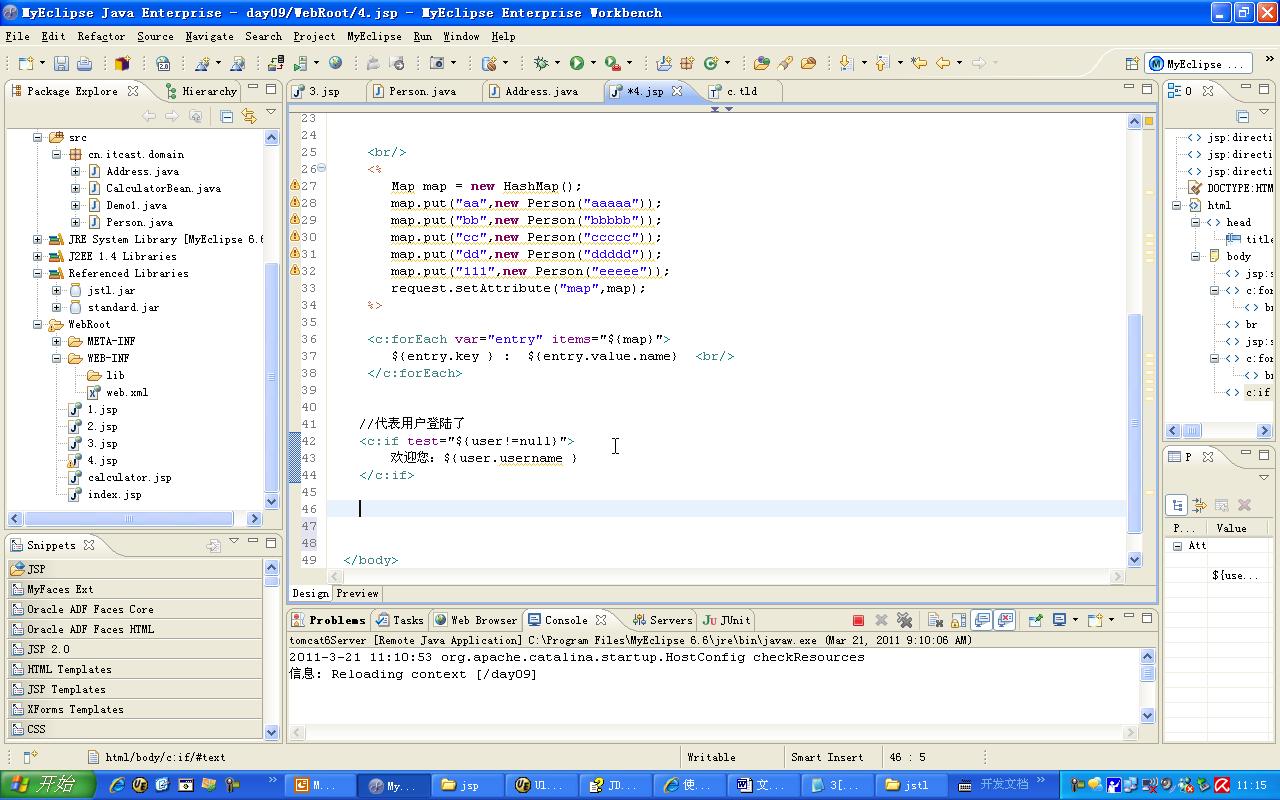 MyEclipse Java Enterprise - day09/WebRoot/4.jsp - MyEclipse Enterprise Workbench
File Edit Refactor Source Navigate Search Project MyEclipse Run Window Help
MyEclipse ...
Package Explore
Hierarchy
src
cn.itcast.domain
Address.java
CalculatorBean.java
Demo1.java
Person.java
JRE System Library [MyEclipse 6.6
J2EE 1.4 Libraries
Referenced Libraries
jstl.jar
standard.jar
WebRoot
META-INF
WEB-INF
lib
web.xml
1.jsp
2.jsp
3.jsp
4.jsp
calculator.jsp
index.jsp
Snippets
JSP
MyFaces Ext
Oracle ADF Faces Core
Oracle ADF Faces HTML
JSP 2.0
HTML Templates
JSP Templates
XForms Templates
CSS
3.jsp Person.java Address.java *4.jsp c.tld
23
24
25 <br/>
26 <%
27 Map map = new HashMap();
28 map.put("aa",new Person("aaaaa"));
29 map.put("bb",new Person("bbbbb"));
30 map.put("cc",new Person("ccccc"));
31 map.put("dd",new Person("ddddd"));
32 map.put("111",new Person("eeeee"));
33 request.setAttribute("map",map);
34 %>
35
36 <c:forEach var="entry" items="${map}">
37 ${entry.key } : ${entry.value.name} <br/>
38 </c:forEach>
39
40
41 //代表用户登陆了
42 <c:if test="${user!=null}">
43 欢迎您: ${user.username }
44 </c:if>
45
46
47
48
49 </body>
Design Preview
Problems Tasks Web Browser Console Servers JUnit
tomcat6Server [Remote Java Application] C:\Program Files\MyEclipse 6.6\jre\bin\javaw.exe (Mar 21, 2011 9:10:06 AM)
2011-3-21 11:10:53 org.apache.catalina.startup.HostConfig checkResources
信息: Reloading context [/day09]
O
jsp:directi
jsp:directi
jsp:directi
DOCTYPE:HTM
html
head
title
body
jsp:s
c:for
b
br
jsp:s
c:fo
b
c:if
P
P... Value
Att
${use...
html/body/c:if/#text
Writable
Smart Insert
46 : 5
开始
M...
My...
jsp
Ul...
JD...
使...
文...
3[...
jstl
开发文档
11:15